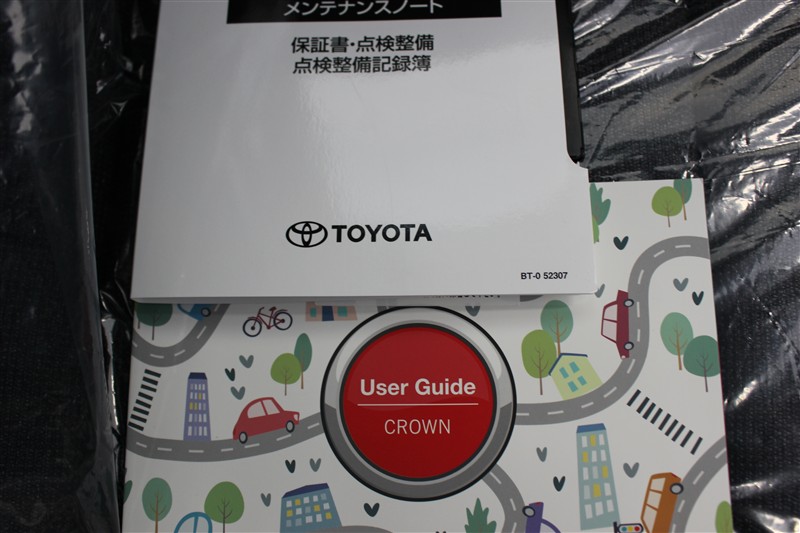 メンテナンスノート
保証書・点検整備
点検整備記録簿
TOYOTA
BT-0 52307
User Guide
CROWN